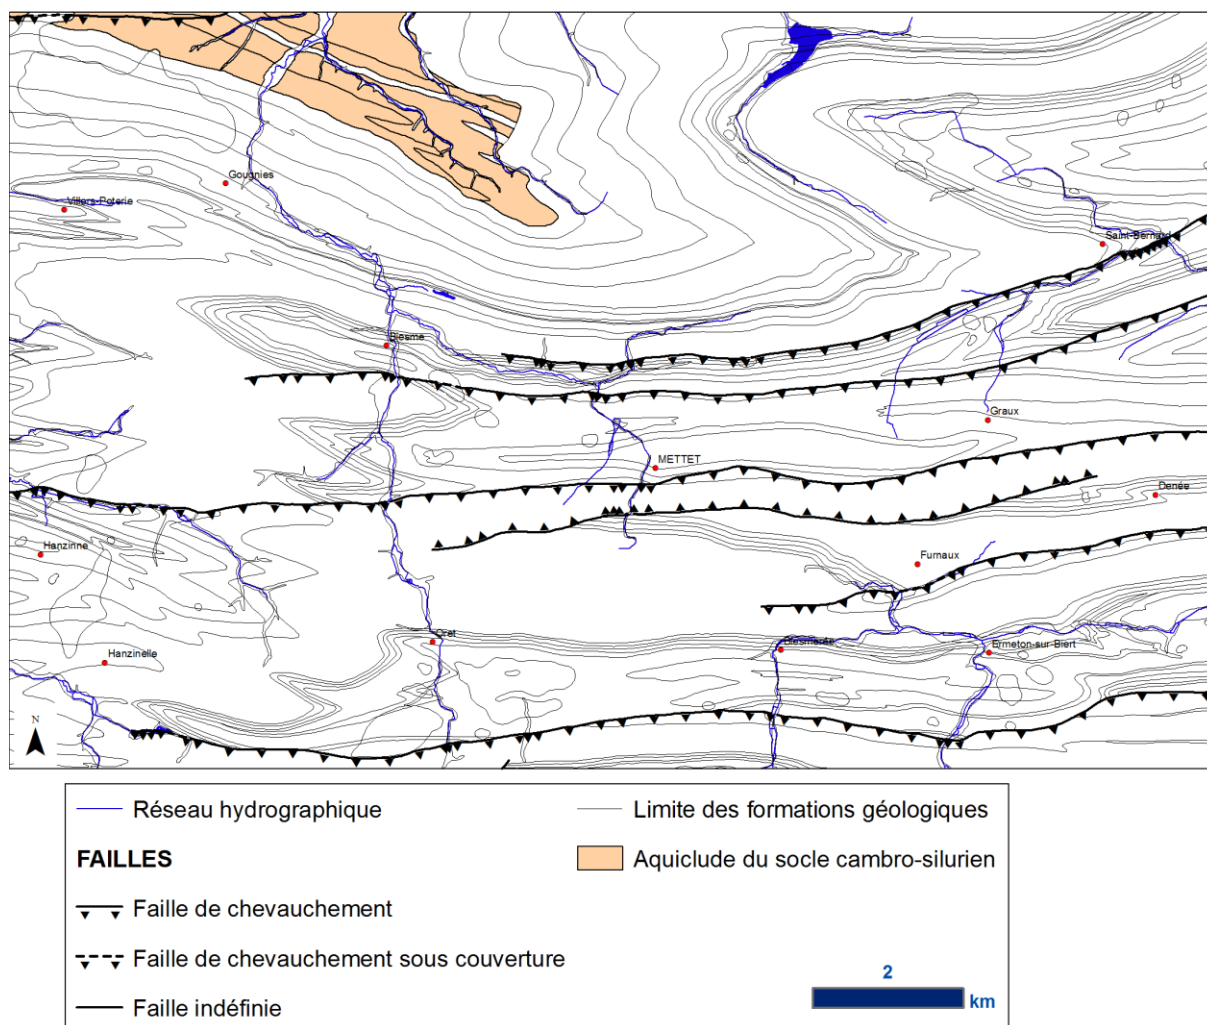 Gougnies
Villers-Poterie
Saint-Bernard
Biesme
Graux
METTET
Denée
Hanzinne
Furnaux
Oret
Biesmerée
Ermeton-sur-Biert
Hanzinelle
N
Réseau hydrographique
Limite des formations géologiques
FAILLES
Aquiclude du socle cambro-silurien
Faille de chevauchement
Faille de chevauchement sous couverture
Faille indéfinie
2
km